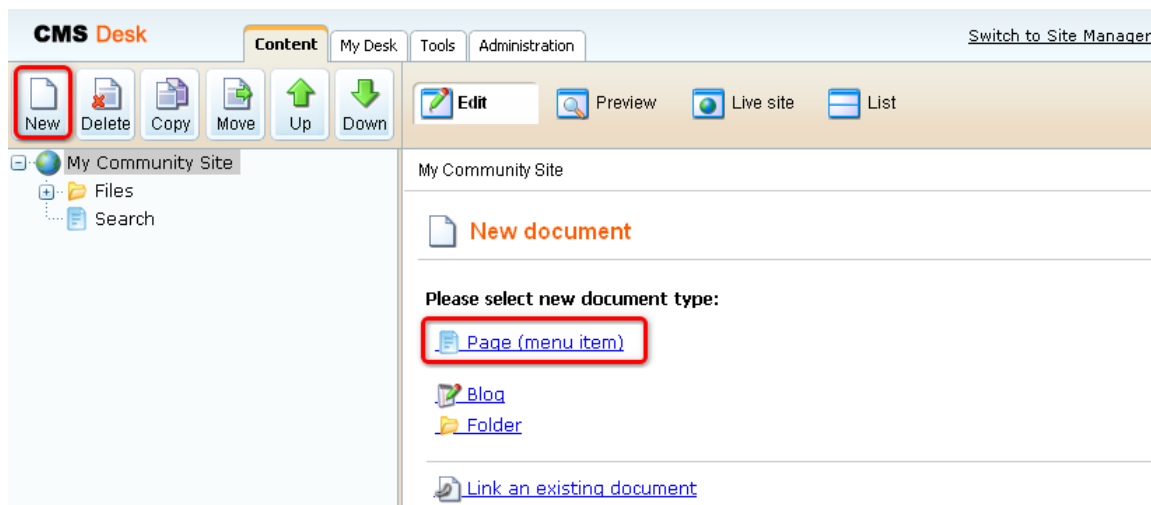 CMS Desk
Content My Desk Tools Administration Switch to Site Manager
New Delete Copy Move Up Down Edit Preview Live site List
My Community Site
Files
Search
My Community Site
New document
Please select new document type:
Page (menu item)
Blog
Folder
Link an existing document